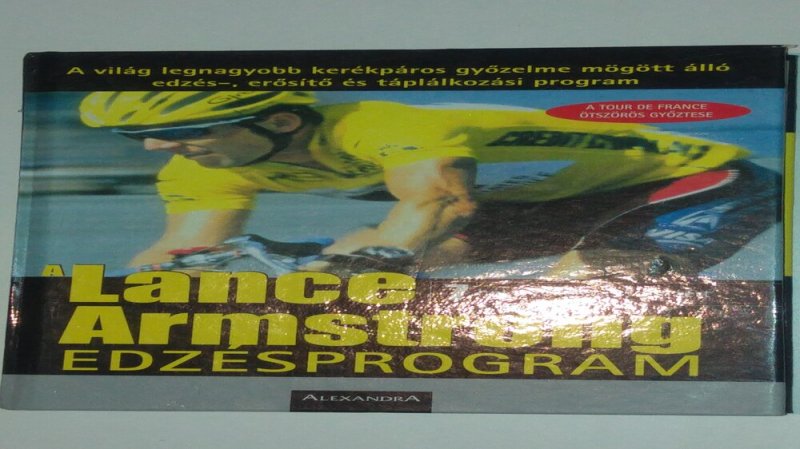 A világ legnagyobb kerékpáros győzelme mögött álló
edzés–, erősítő és táplálkozási program
A TOUR DE FRANCE
ÖTSZÖRÖS GYŐZTESE
A Lance
Armstrong
EDZÉSPROGRAM
ALEXANDRA